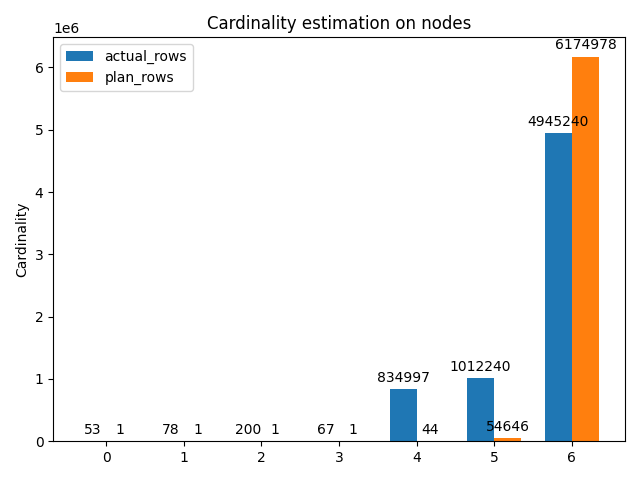 Cardinality estimation on nodes
1e6
actual_rows
plan_rows
Cardinality
6
5
4
3
2
1
0
53 1 78 1 200 1 67 1 834997 44 1012240 54646 4945240 6174978
0 1 2 3 4 5 6